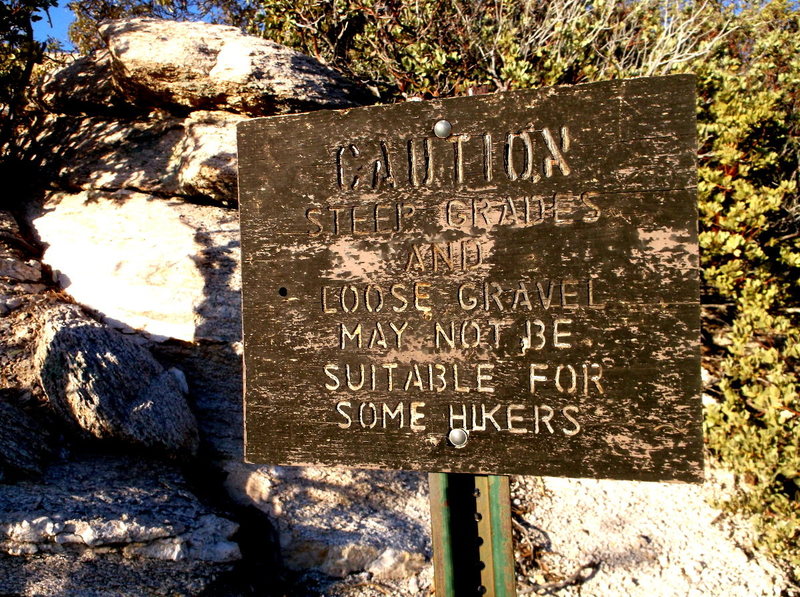 CAUTION
STEEP GRADES
AND
LOOSE GRAVEL
MAY NOT BE
SUITABLE FOR
SOME HIKERS